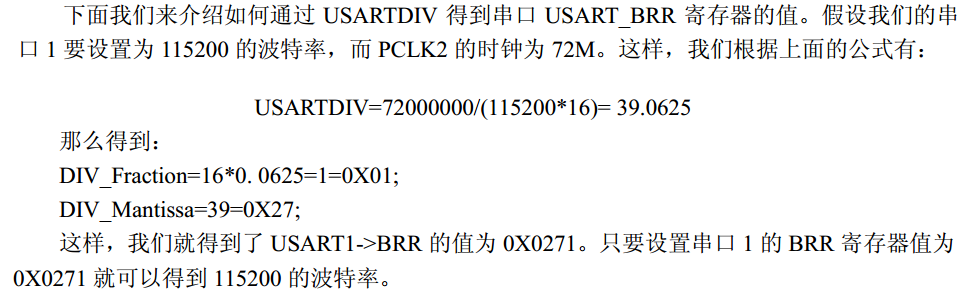 下面我们来介绍如何通过 USARTDIV 得到串口 USART_BRR 寄存器的值。假设我们的串
口 1 要设置为 115200 的波特率，而 PCLK2 的时钟为 72M。这样，我们根据上面的公式有：
USARTDIV=72000000/(115200*16)= 39.0625
那么得到：
DIV_Fraction=16*0. 0625=1=0X01;
DIV_Mantissa=39=0X27;
这样，我们就得到了 USART1->BRR 的值为 0X0271。只要设置串口 1 的 BRR 寄存器值为
0X0271 就可以得到 115200 的波特率。